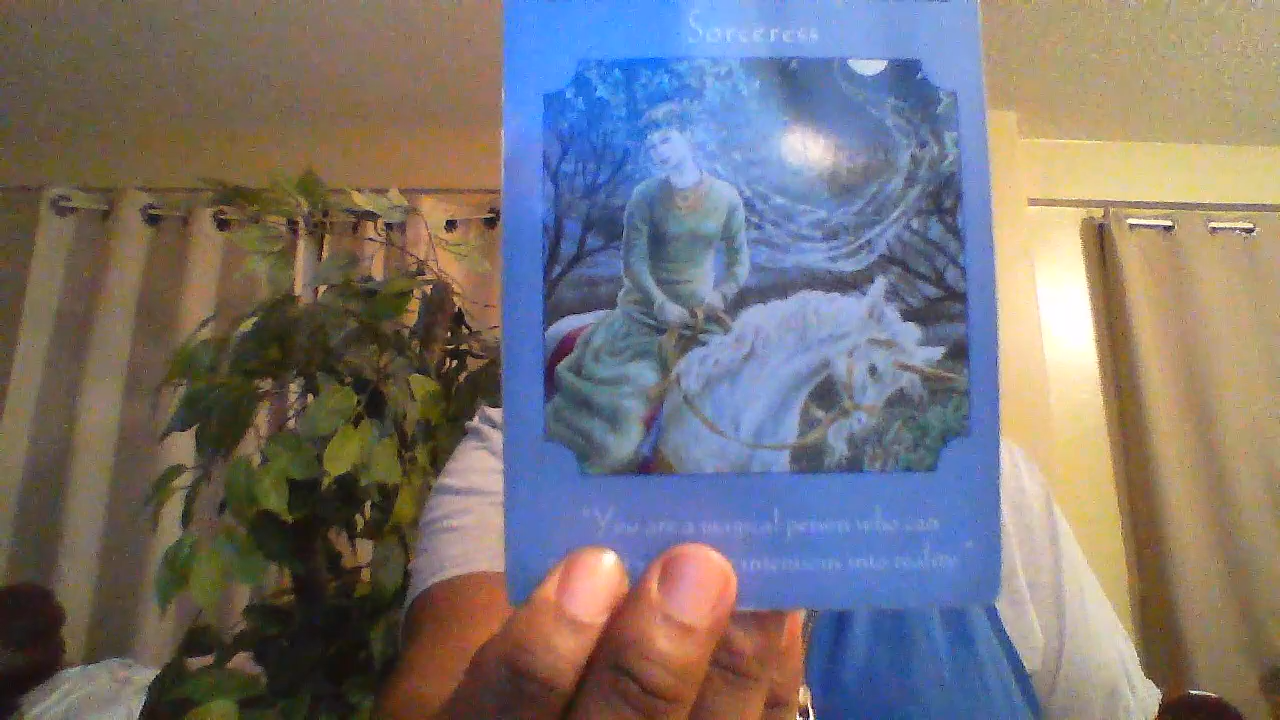 Sorceress
"You are a magical person who can
intentions into reality."